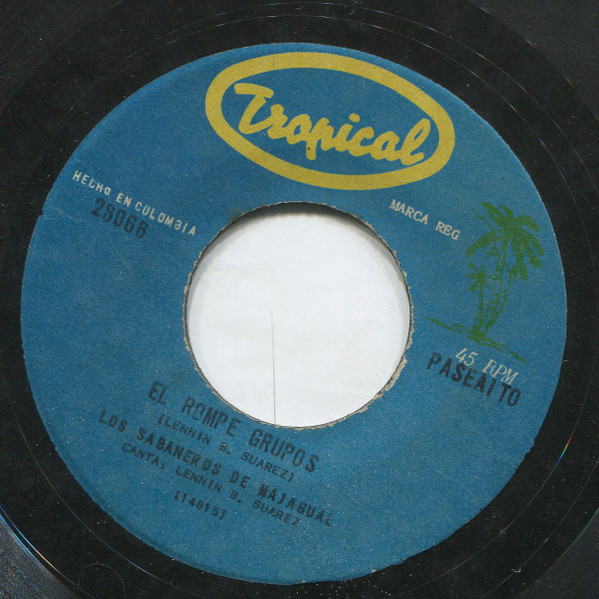 Tropical
HECHO EN COLOMBIA
28066
MARCA REG
45 RPM
PASEAITO
EL ROMPE GRUPOS
(LENNIN B. SUAREZ)
LOS SABANEROS DE MAJAGUAL
CANTA: LENNIN B. SUAREZ
(14615)